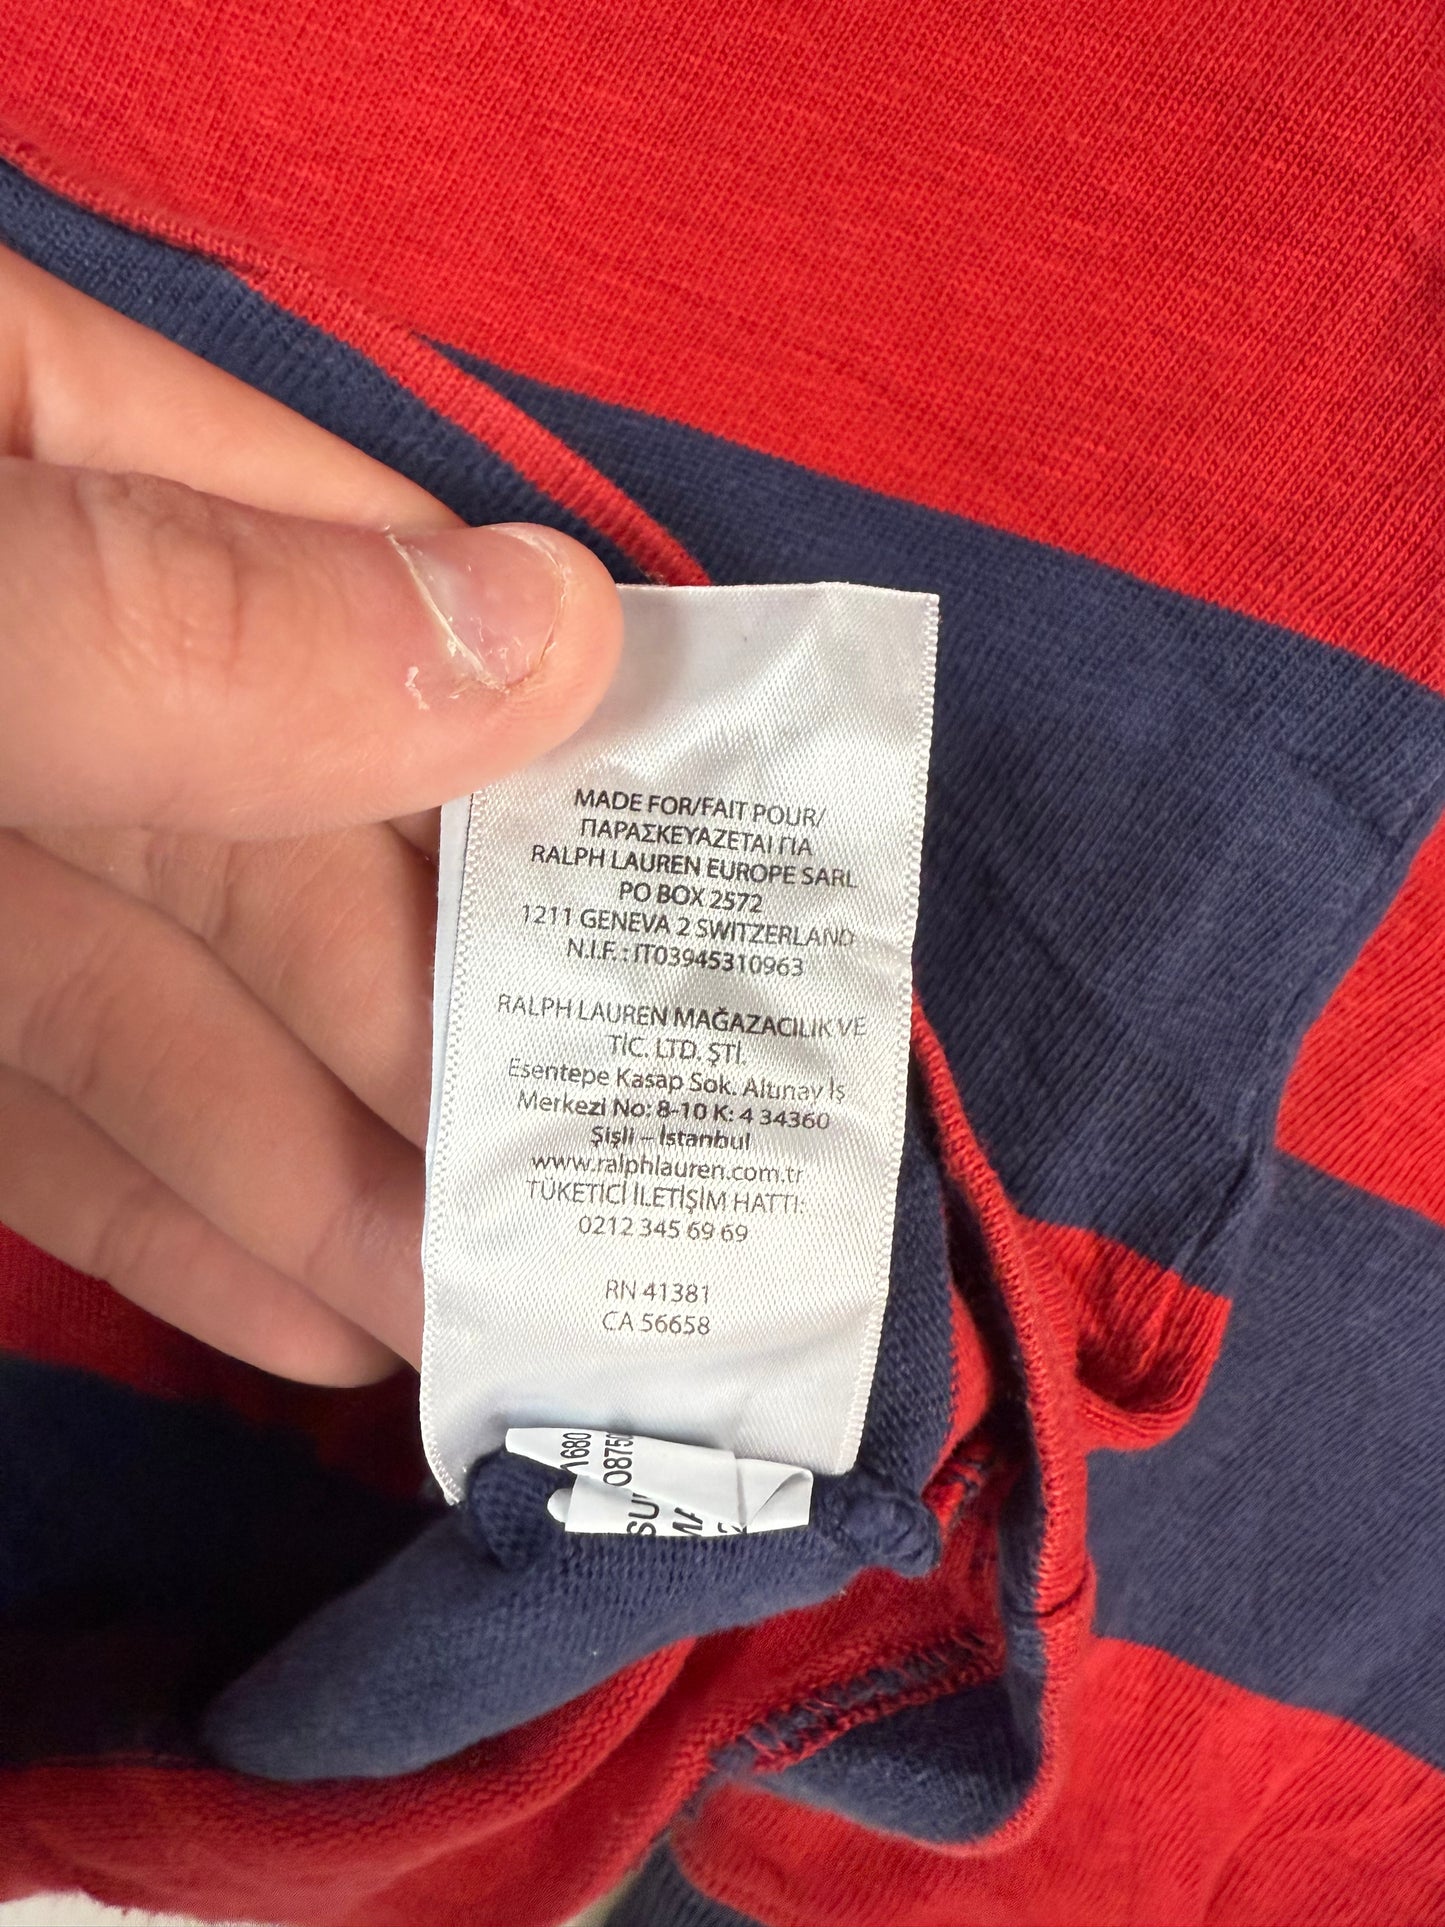 MADE FOR/FAIT POUR/
ΠΑΡΑΣΚΕΥΑΖΕΤΑΙ ΓΙΑ
RALPH LAUREN EUROPE SARL
PO BOX 2572
1211 GENEVA 2 SWITZERLAND
N.I.F. : IT03945310963
RALPH LAUREN MAĞAZACILIK VE
TİC. LTD. ŞTİ.
Esentepe Kasap Sok. Altunay İş
Merkezi No: 8-10 K: 4 34360
Şişli – İstanbul
www.ralphlauren.com.tr
TÜKETİCİ İLETİŞİM HATTI:
0212 345 69 69
RN 41381
CA 56658